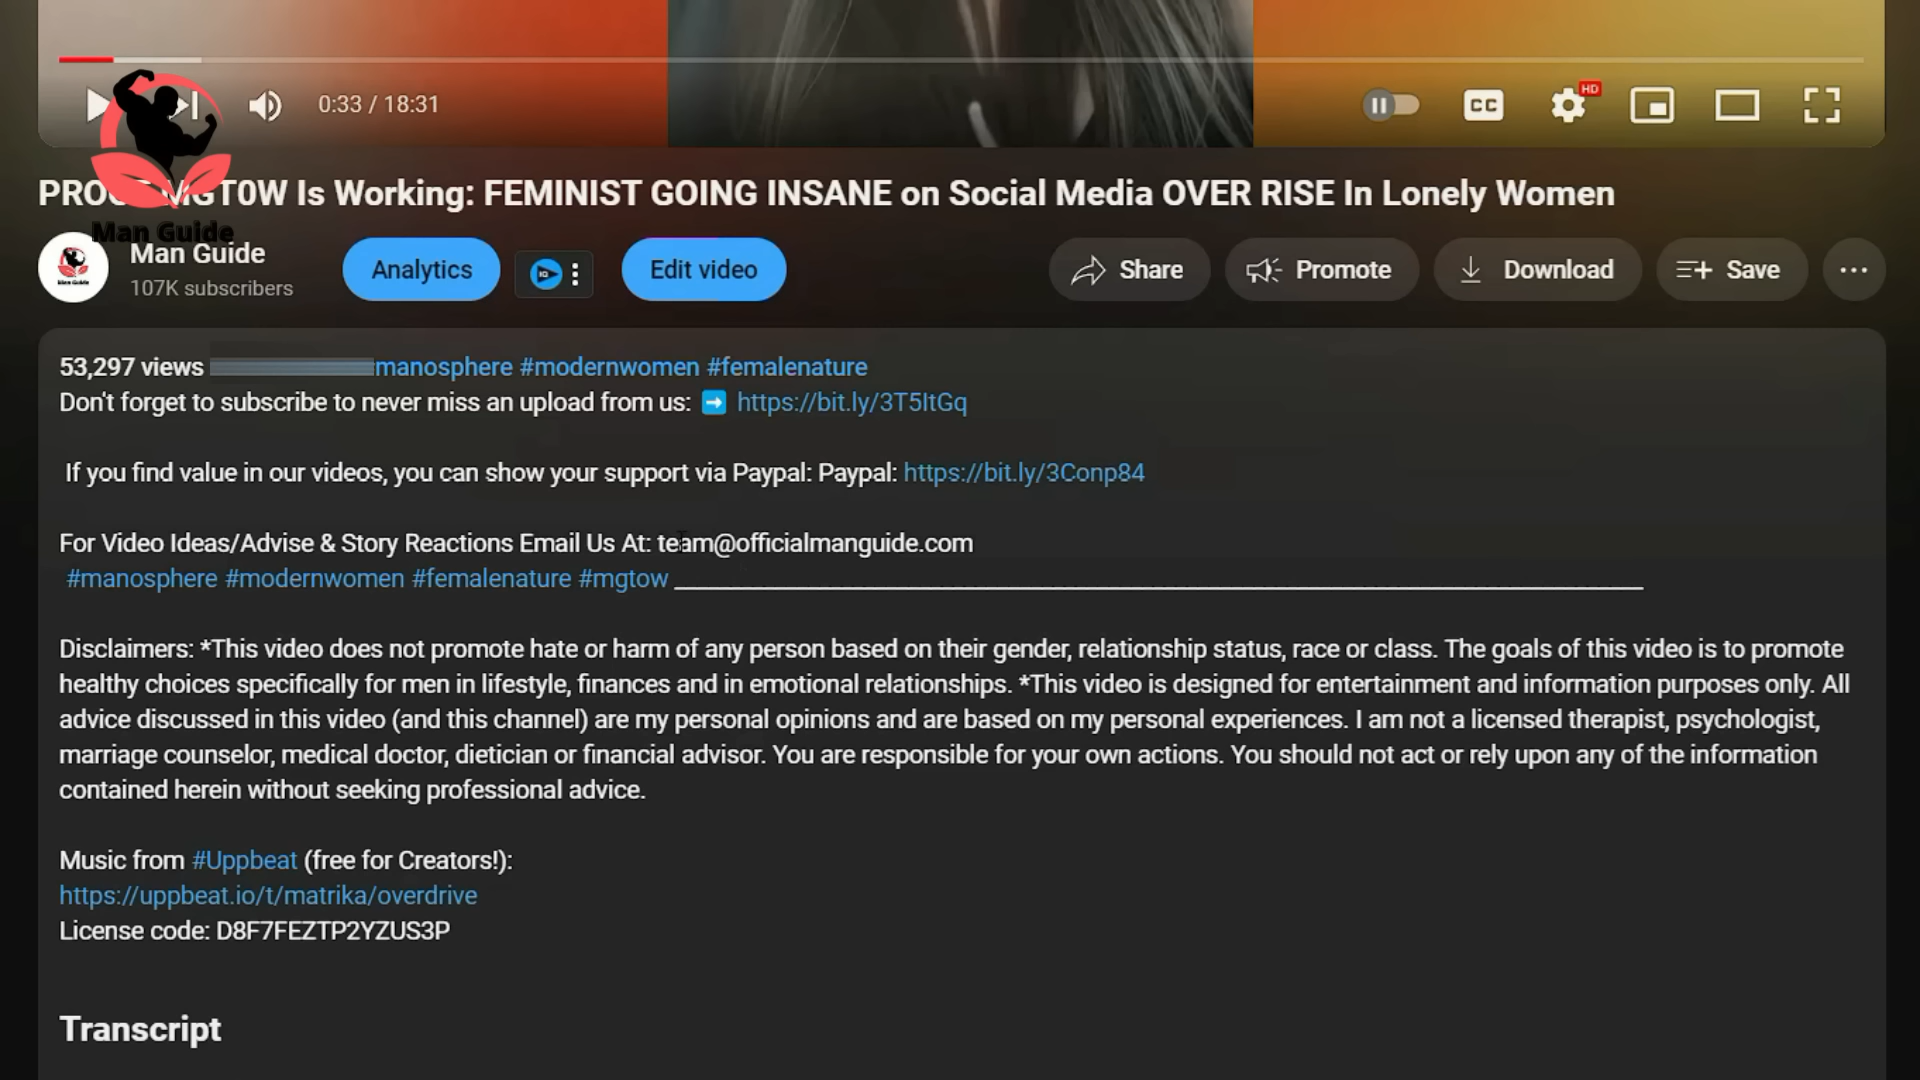 0:33 / 18:31
CC
HD
PROOF MGT0W Is Working: FEMINIST GOING INSANE on Social Media OVER RISE In Lonely Women
Man Guide
Man Guide
107K subscribers
Analytics
Edit video
Share
Promote
Download
Save
53,297 views manosphere #modernwomen #femalenature
Don't forget to subscribe to never miss an upload from us: ➡ https://bit.ly/3T5ltGq
If you find value in our videos, you can show your support via Paypal: Paypal: https://bit.ly/3Conp84
For Video Ideas/Advise & Story Reactions Email Us At: team@officialmanguide.com
#manosphere #modernwomen #femalenature #mgtow
Disclaimers: *This video does not promote hate or harm of any person based on their gender, relationship status, race or class. The goals of this video is to promote
healthy choices specifically for men in lifestyle, finances and in emotional relationships. *This video is designed for entertainment and information purposes only. All
advice discussed in this video (and this channel) are my personal opinions and are based on my personal experiences. I am not a licensed therapist, psychologist,
marriage counselor, medical doctor, dietician or financial advisor. You are responsible for your own actions. You should not act or rely upon any of the information
contained herein without seeking professional advice.
Music from #Uppbeat (free for Creators!):
https://uppbeat.io/t/matrika/overdrive
License code: D8F7FEZTP2YZUS3P
Transcript